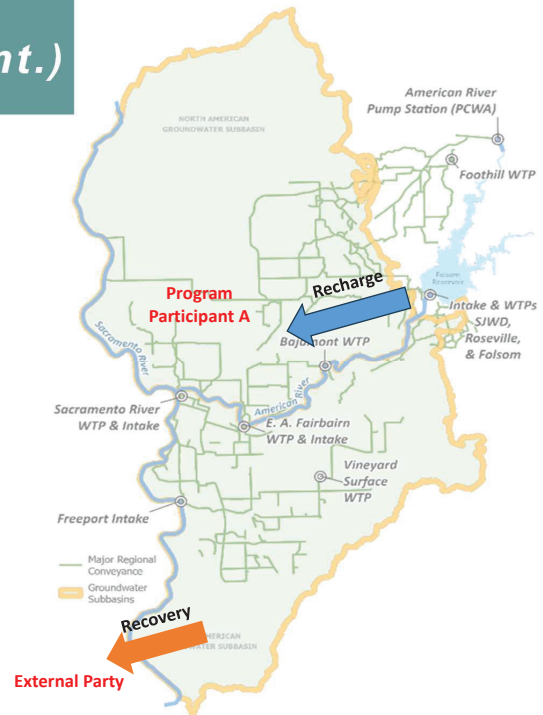 nt.)
American River
Pump Station (PCWA)
NORTH AMERICAN
GROUNDWATER SUBBASIN
Foothill WTP
Folsom
Reservoir
Recharge
Program
Participant A
Intake & WTPs
SJWD,
Roseville,
& Folsom
Bajamont WTP
Sacramento
River
American
River
Sacramento River
WTP & Intake
E. A. Fairbairn
WTP & Intake
Vineyard
Surface
WTP
Freeport Intake
Major Regional
Conveyance
Groundwater
Subbasins
Recovery
MERICAN
WATER SUBBASIN
External Party